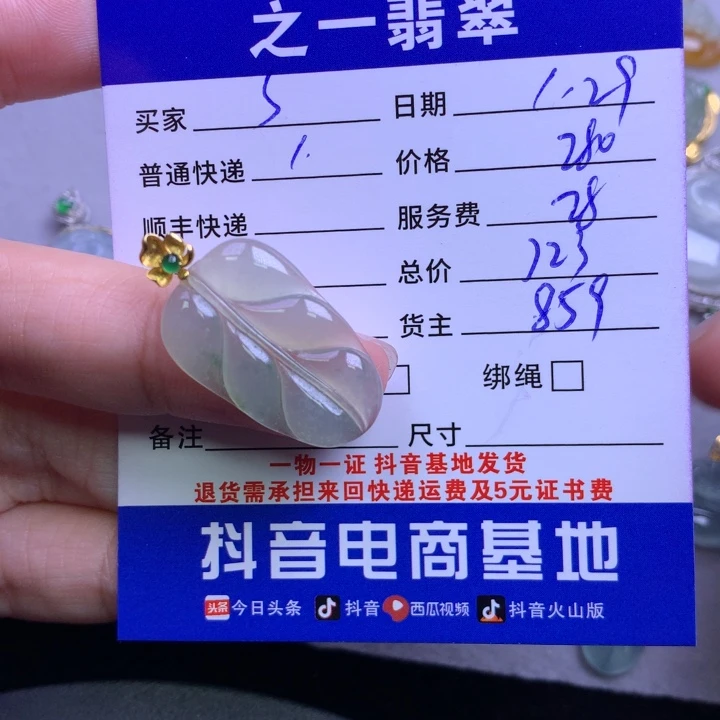 之一翡翠
买家 5 日期 1.29
普通快递 1. 价格 280
顺丰快递 服务费 28
总价
货主 859
绑绳
备注 尺寸
一物一证 抖音基地发货
退货需承担来回快递运费及5元证书费
抖音电商基地
头条 今日头条 抖音 西瓜视频 抖音火山版